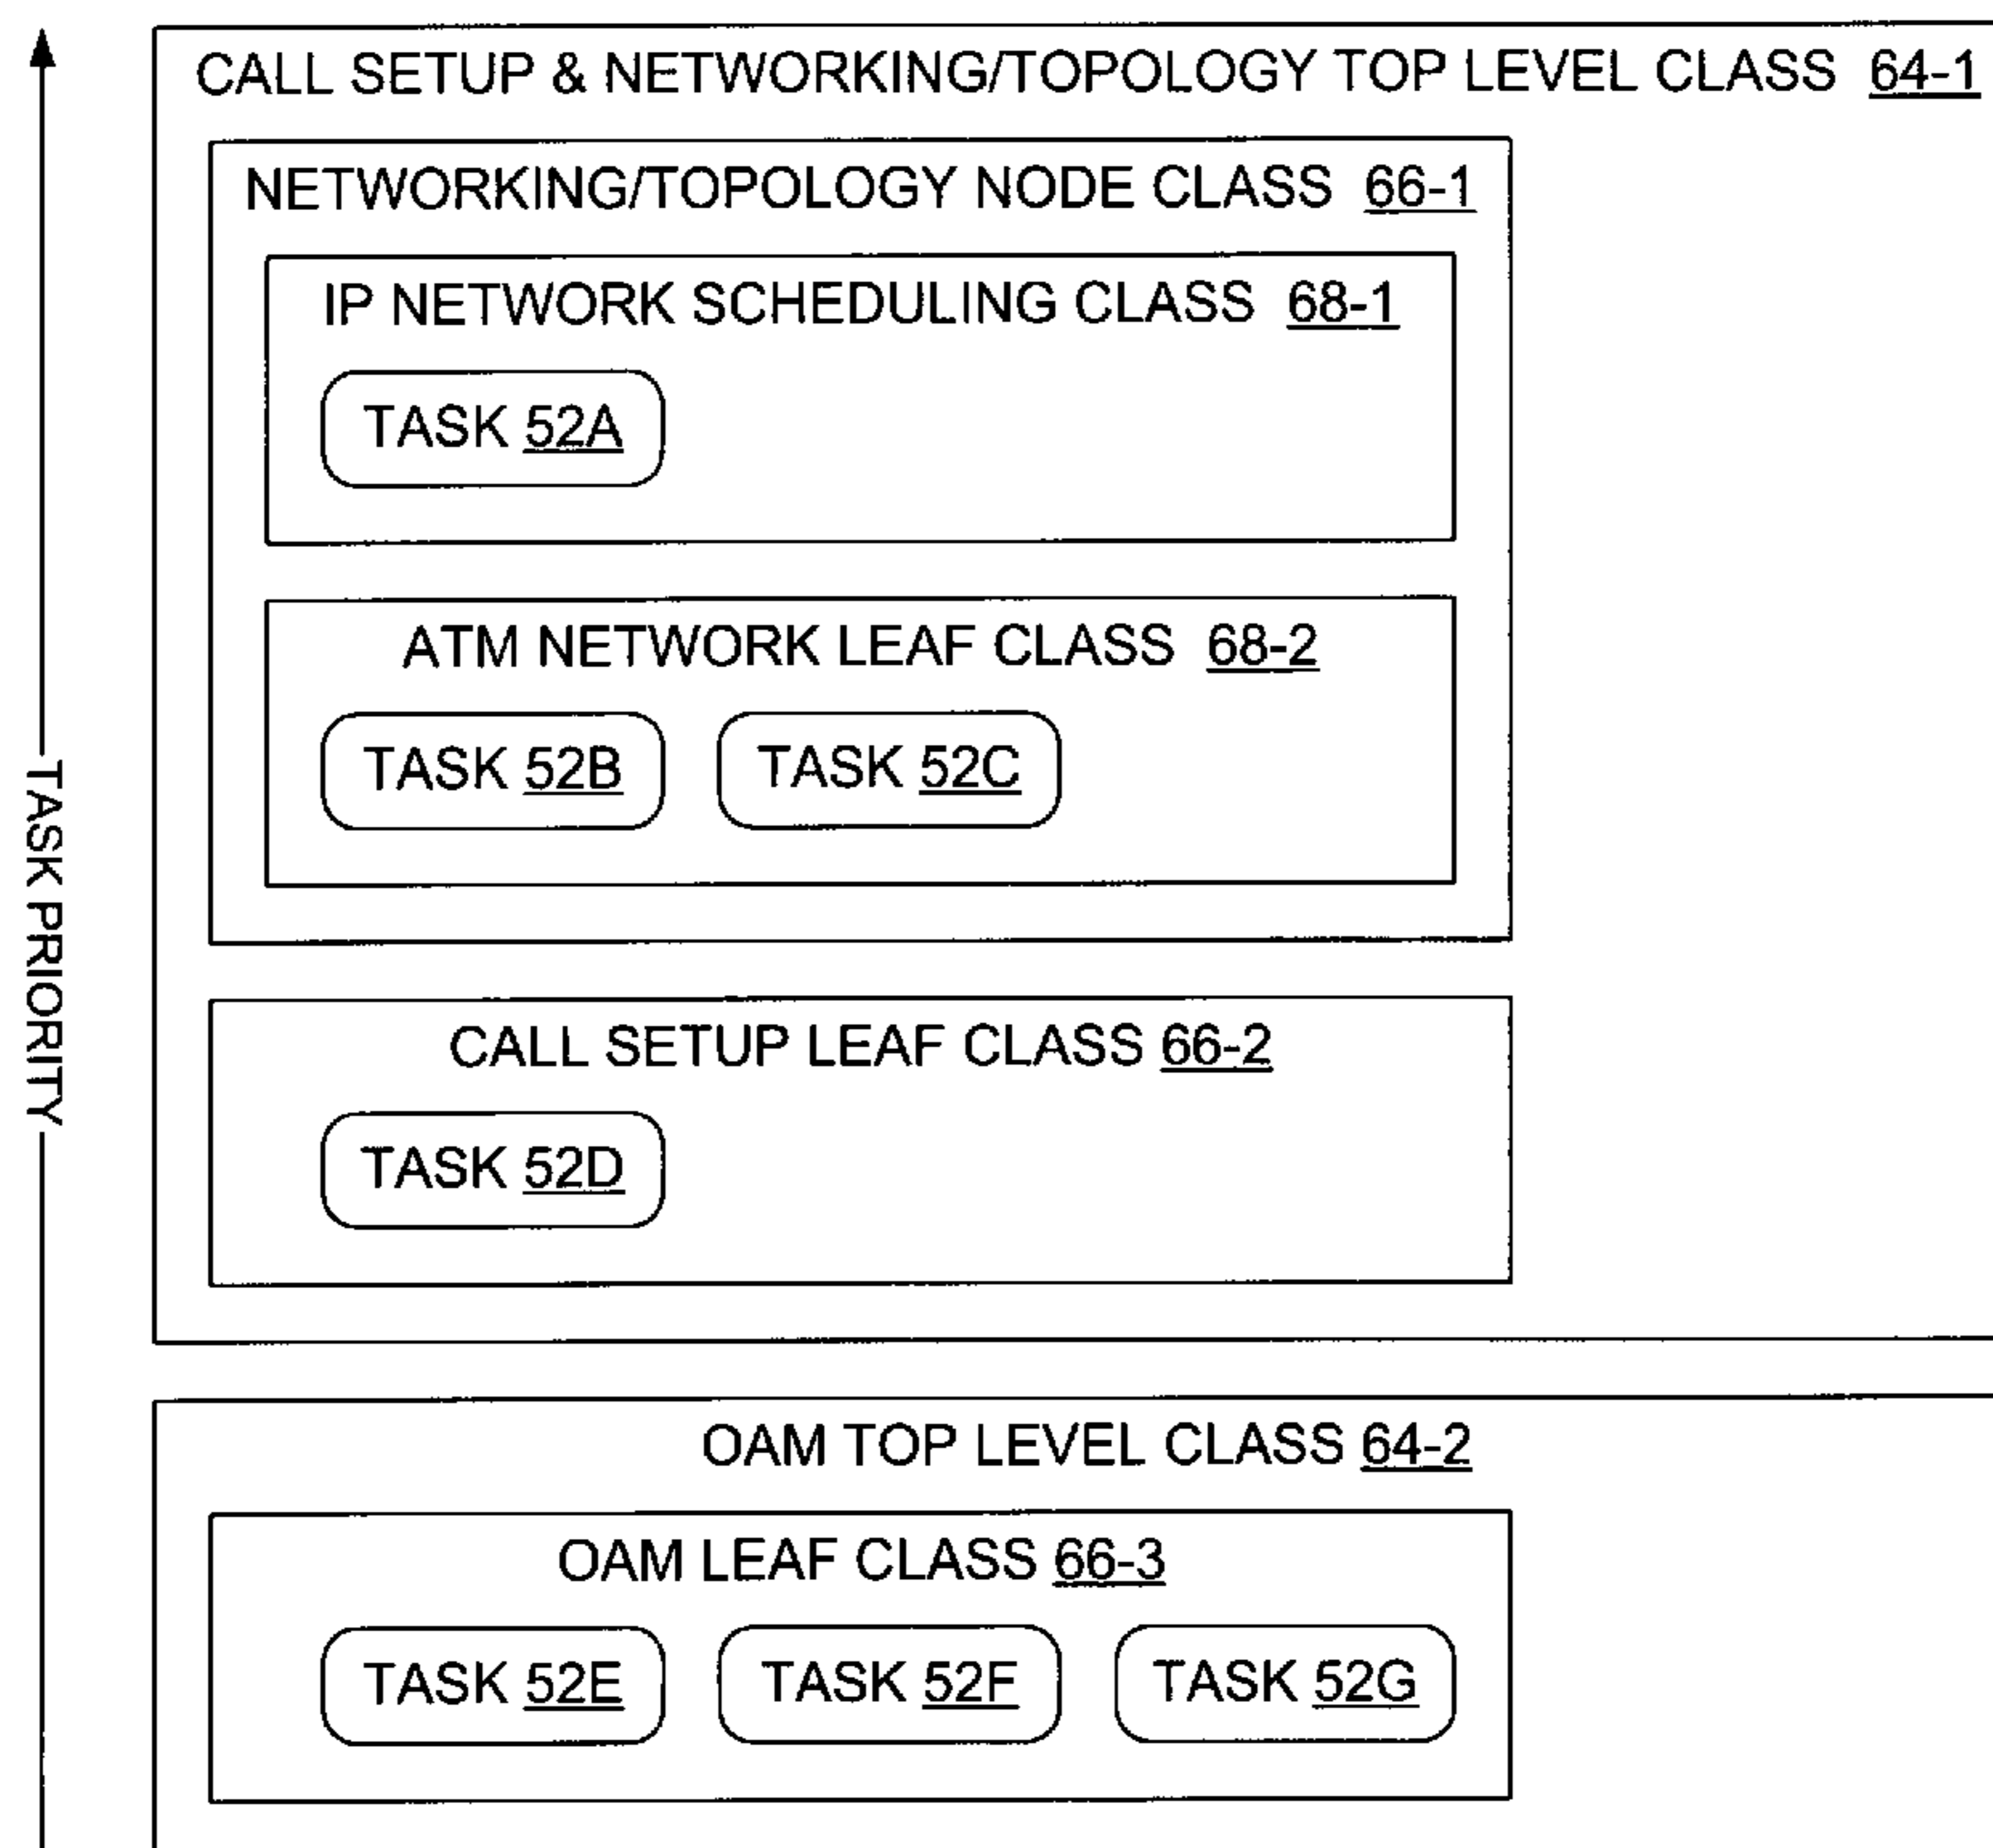 CALL SETUP & NETWORKING/TOPOLOGY TOP LEVEL CLASS 64-1
NETWORKING/TOPOLOGY NODE CLASS 66-1
IP NETWORK SCHEDULING CLASS 68-1
TASK 52A
ATM NETWORK LEAF CLASS 68-2
TASK 52B
TASK 52C
TASK PRIORITY
CALL SETUP LEAF CLASS 66-2
TASK 52D
OAM TOP LEVEL CLASS 64-2
OAM LEAF CLASS 66-3
TASK 52E
TASK 52F
TASK 52G